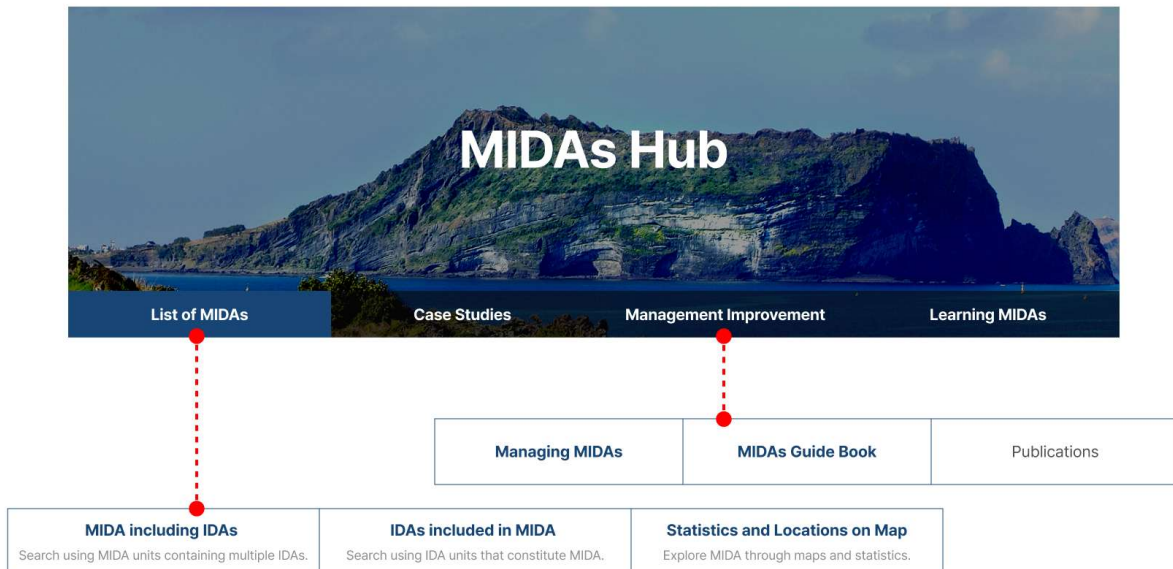 MIDAs Hub
List of MIDAs
Case Studies
Management Improvement
Learning MIDAs
Managing MIDAs
MIDAs Guide Book
Publications
MIDA including IDAs
Search using MIDA units containing multiple IDAs.
IDAs included in MIDA
Search using IDA units that constitute MIDA.
Statistics and Locations on Map
Explore MIDA through maps and statistics.